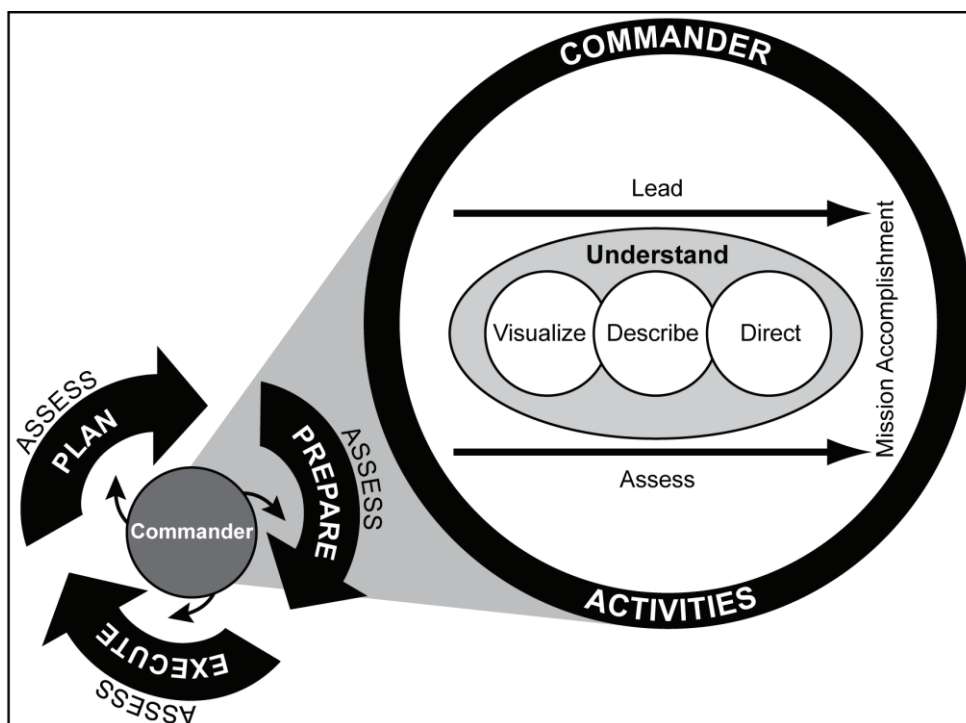 COMMANDER
Lead
Understand
Visualize
Describe
Direct
Assess
Mission Accomplishment
ACTIVITIES
ASSESS
PLAN
PREPARE
ASSESS
Commander
EXECUTE
ASSESS